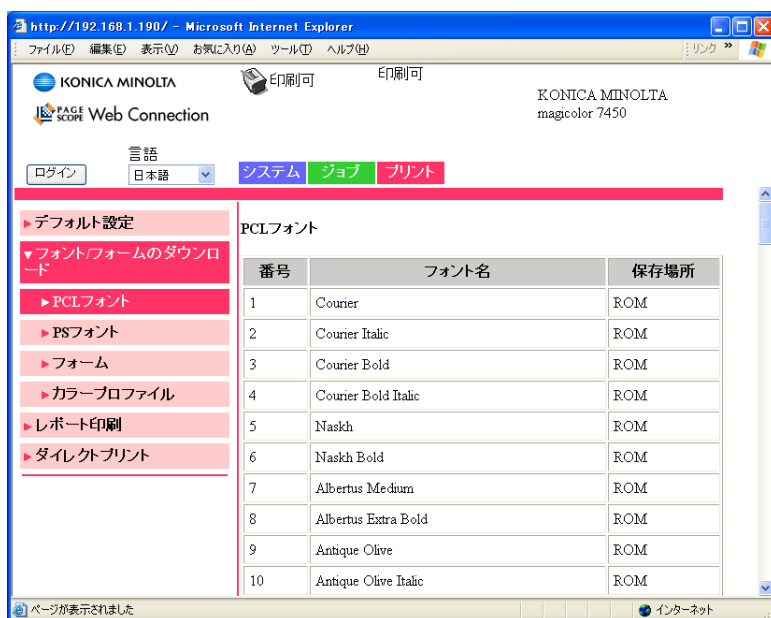 http://192.168.1.190/ - Microsoft Internet Explorer
ファイル(F) 編集(E) 表示(V) お気に入り(A) ツール(T) ヘルプ(H) リンク »
KONICA MINOLTA
印刷可
印刷可
KONICA MINOLTA
magicolor 7450
PAGE SCOPE Web Connection
言語
ログイン
日本語
システム ジョブ プリント
デフォルト設定
フォント/フォームのダウンロ
ード
PCLフォント
PSフォント
フォーム
カラープロファイル
レポート印刷
ダイレクトプリント
PCLフォント
番号 フォント名 保存場所
1 Courier ROM
2 Courier Italic ROM
3 Courier Bold ROM
4 Courier Bold Italic ROM
5 Naskh ROM
6 Naskh Bold ROM
7 Albertus Medium ROM
8 Albertus Extra Bold ROM
9 Antique Olive ROM
10 Antique Olive Italic ROM
ページが表示されました インターネット